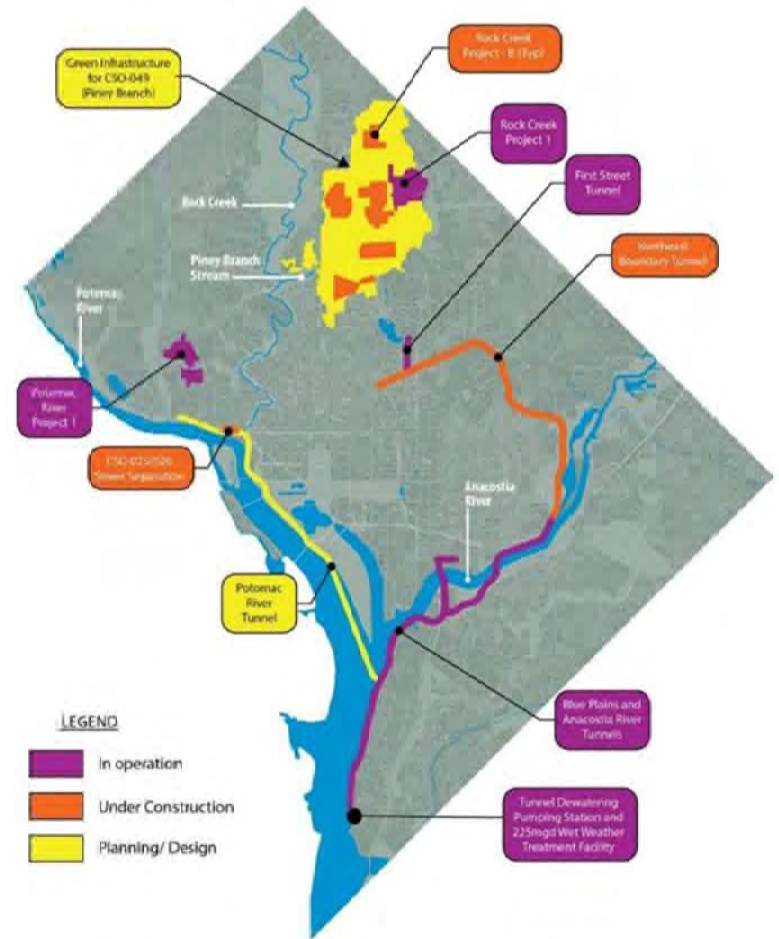 Green Infrastructure
for CSO-049
(Piney Branch)
Rock Creek
Project - B (Typ)
Rock Creek
Project 1
First Street
Tunnel
Northeast
Boundary Tunnel
Rock Creek
Piney Branch
Stream
Potomac
River
Potomac
River
Project 1
Sewer Separation
Anacostia
River
Potomac
River
Tunnel
Blue Plains and
Anacostia River
Tunnels
Tunnel Dewatering
Pumping Station and
225mgd Wet Weather
Treatment Facility
LEGEND
In operation
Under Construction
Planning/ Design